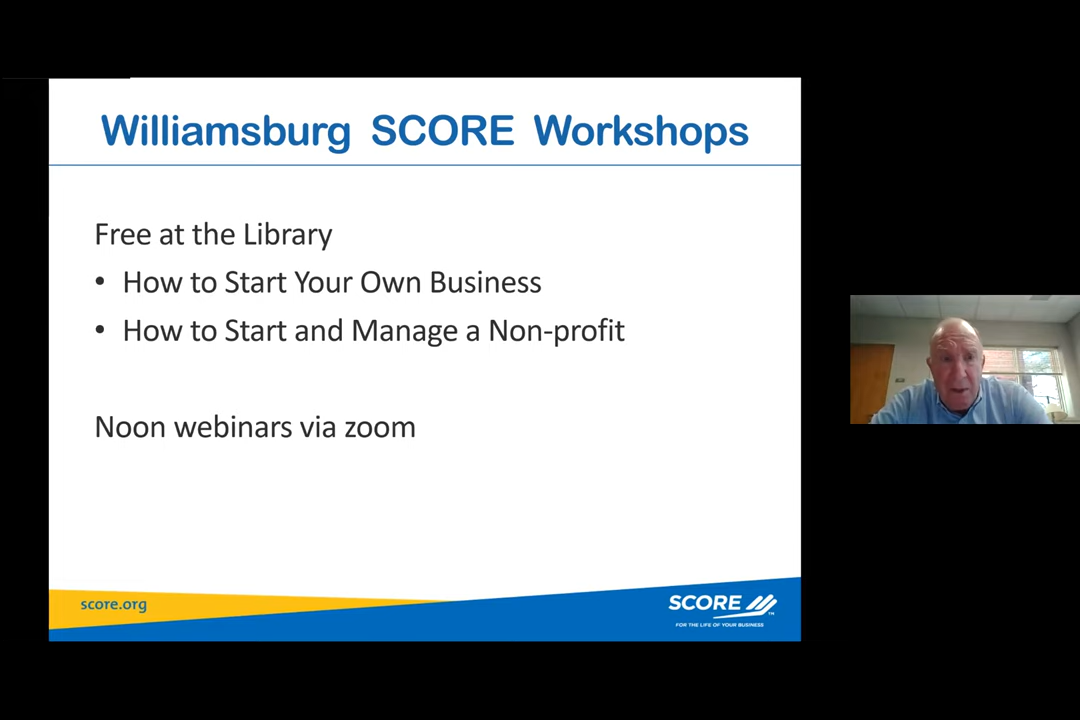 Williamsburg SCORE Workshops
Free at the Library
• How to Start Your Own Business
• How to Start and Manage a Non-profit
Noon webinars via zoom
score.org
SCORE
TM
FOR THE LIFE OF YOUR BUSINESS